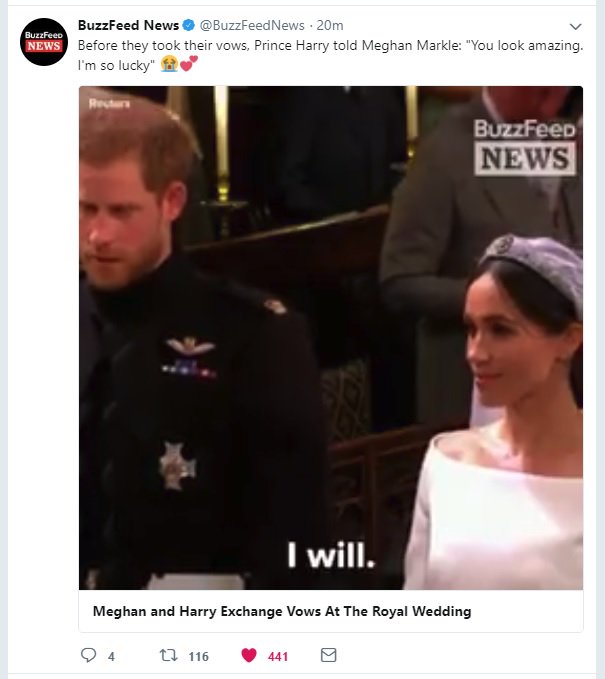 BuzzFeed
NEWS
BuzzFeed News @BuzzFeedNews · 20m
Before they took their vows, Prince Harry told Meghan Markle: "You look amazing.
I'm so lucky" 😭💕
Reuters
BuzzFeed
NEWS
I will.
Meghan and Harry Exchange Vows At The Royal Wedding
4 116 441